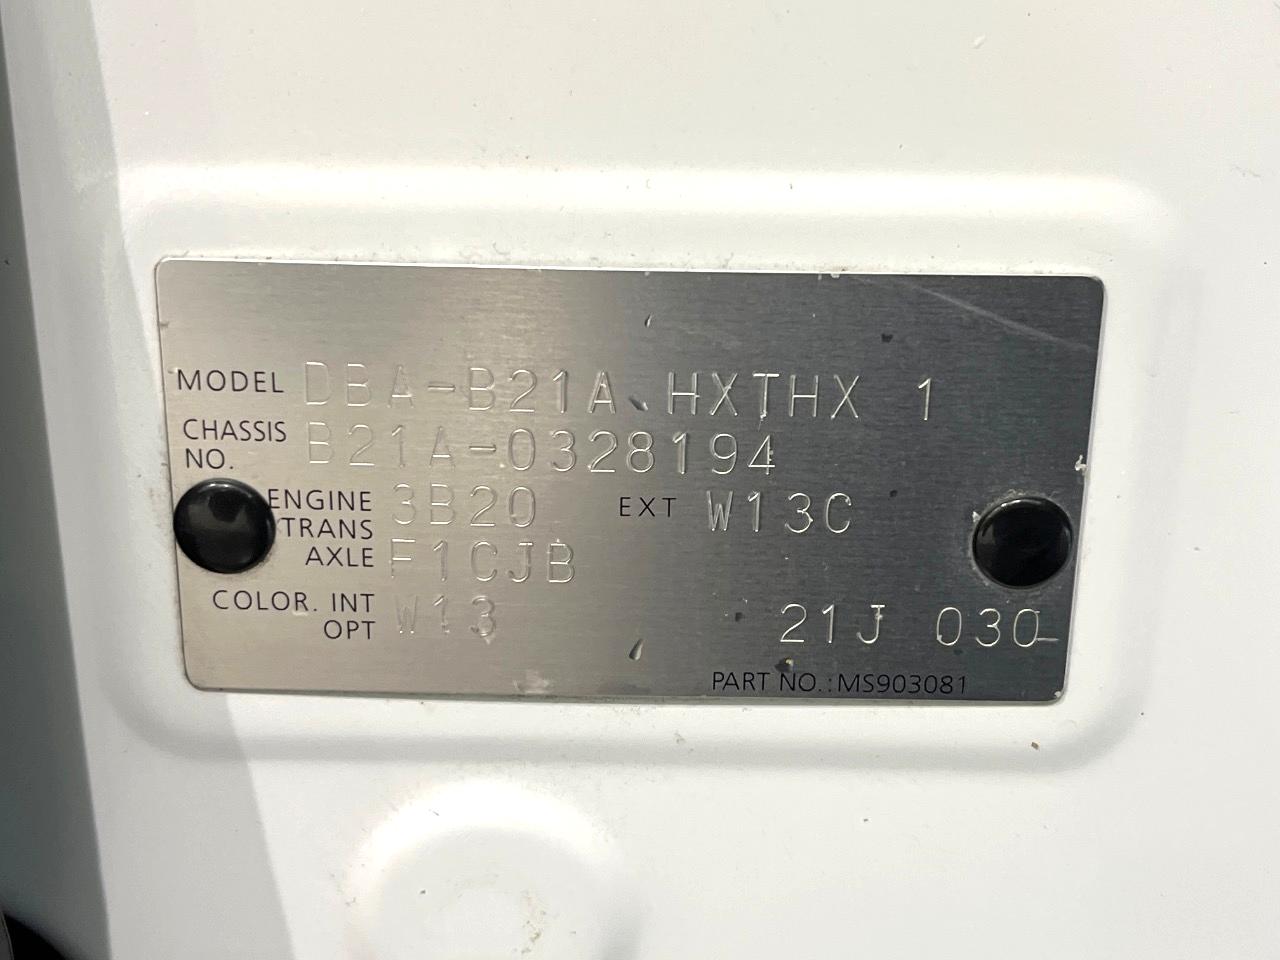 MODEL DBA-B21A HXTHX 1
CHASSIS NO. B21A-0328194
ENGINE 3B20 EXT W13C
TRANS AXLE F1CJB
COLOR. INT OPT W13 21J 030
PART NO.: MS903081